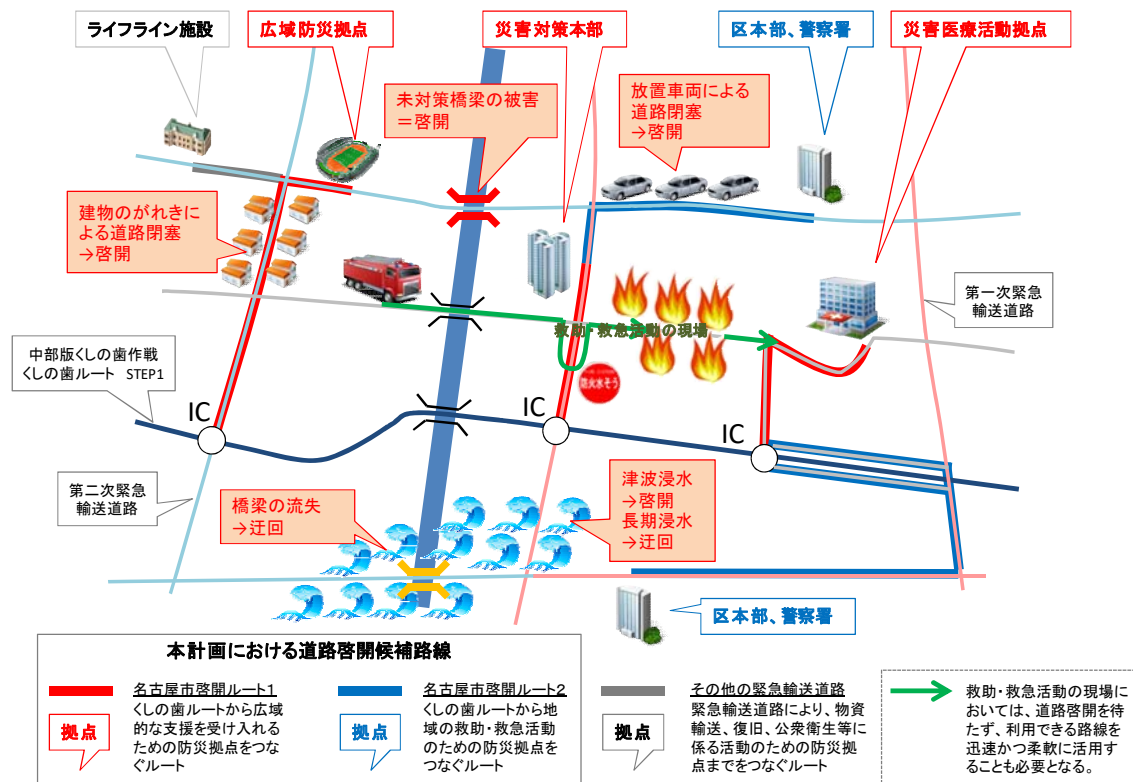 ライフライン施設
広域防災拠点
災害対策本部
区本部、警察署
災害医療活動拠点
未対策橋梁の被害
＝啓開
放置車両による
道路閉塞
→啓開
建物のがれきに
よる道路閉塞
→啓開
第一次緊急
輸送道路
救助・救急活動の現場
防火水そう
中部版くしの歯作戦
くしの歯ルート STEP1
IC
IC
IC
第二次緊急
輸送道路
橋梁の流失
→迂回
津波浸水
→啓開
長期浸水
→迂回
区本部、警察署
本計画における道路啓開候補路線
名古屋市啓開ルート1
くしの歯ルートから広域
的な支援を受け入れる
ための防災拠点をつな
ぐルート
拠点
名古屋市啓開ルート2
くしの歯ルートから地
域の救助・救急活動
のための防災拠点を
つなぐルート
拠点
その他の緊急輸送道路
緊急輸送道路により、物資
輸送、復旧、公衆衛生等に
係る活動のための防災拠
点までをつなぐルート
拠点
救助・救急活動の現場に
おいては、道路啓開を待
たず、利用できる路線を
迅速かつ柔軟に活用す
ることも必要となる。